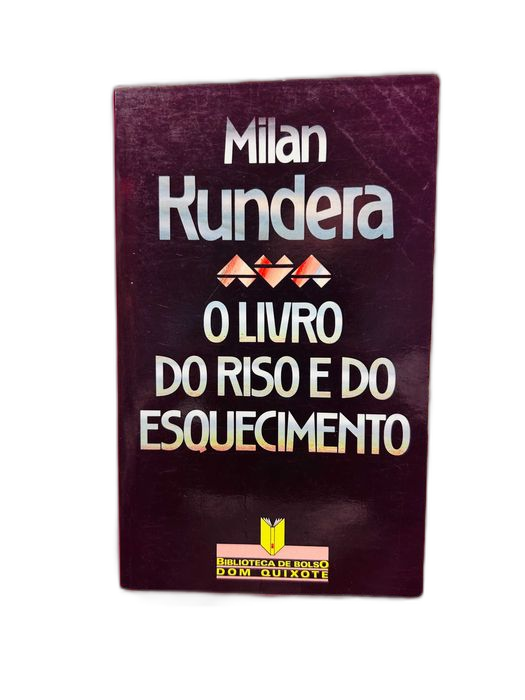 Milan
Kundera
O LIVRO
DO RISO E DO
ESQUECIMENTO
BIBLIOTECA DE BOLSO
DOM QUIXOTE